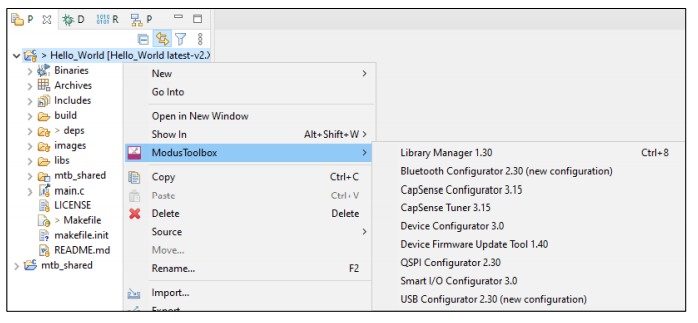 P D R P
> Hello_World [Hello_World latest-v2.X
Binaries
Archives
Includes
build
> deps
images
libs
mtb_shared
main.c
LICENSE
> Makefile
makefile.init
README.md
mtb_shared
New
Go Into
Open in New Window
Show In Alt+Shift+W >
ModusToolbox
Copy Ctrl+C
Paste Ctrl+V
Delete Delete
Source
Move...
Rename... F2
Import...
Export...
Library Manager 1.30 Ctrl+8
Bluetooth Configurator 2.30 (new configuration)
CapSense Configurator 3.15
CapSense Tuner 3.15
Device Configurator 3.0
Device Firmware Update Tool 1.40
QSPI Configurator 2.30
Smart I/O Configurator 3.0
USB Configurator 2.30 (new configuration)